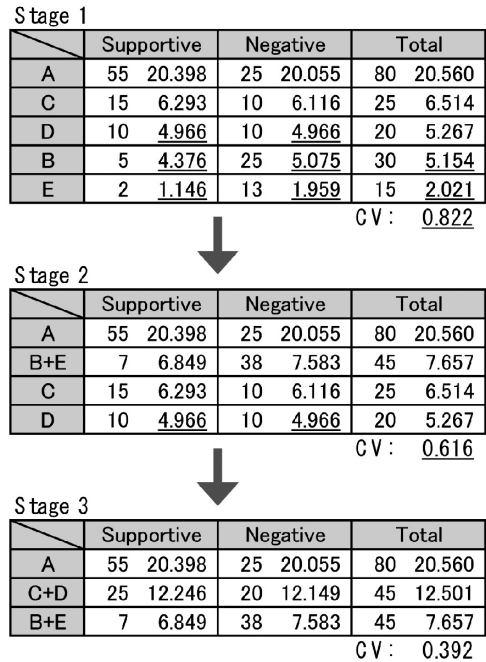 Stage 1
Supportive Negative Total
A 55 20.398 25 20.055 80 20.560
C 15 6.293 10 6.116 25 6.514
D 10 4.966 10 4.966 20 5.267
B 5 4.376 25 5.075 30 5.154
E 2 1.146 13 1.959 15 2.021
CV: 0.822
Stage 2
Supportive Negative Total
A 55 20.398 25 20.055 80 20.560
B+E 7 6.849 38 7.583 45 7.657
C 15 6.293 10 6.116 25 6.514
D 10 4.966 10 4.966 20 5.267
CV: 0.616
Stage 3
Supportive Negative Total
A 55 20.398 25 20.055 80 20.560
C+D 25 12.246 20 12.149 45 12.501
B+E 7 6.849 38 7.583 45 7.657
CV: 0.392